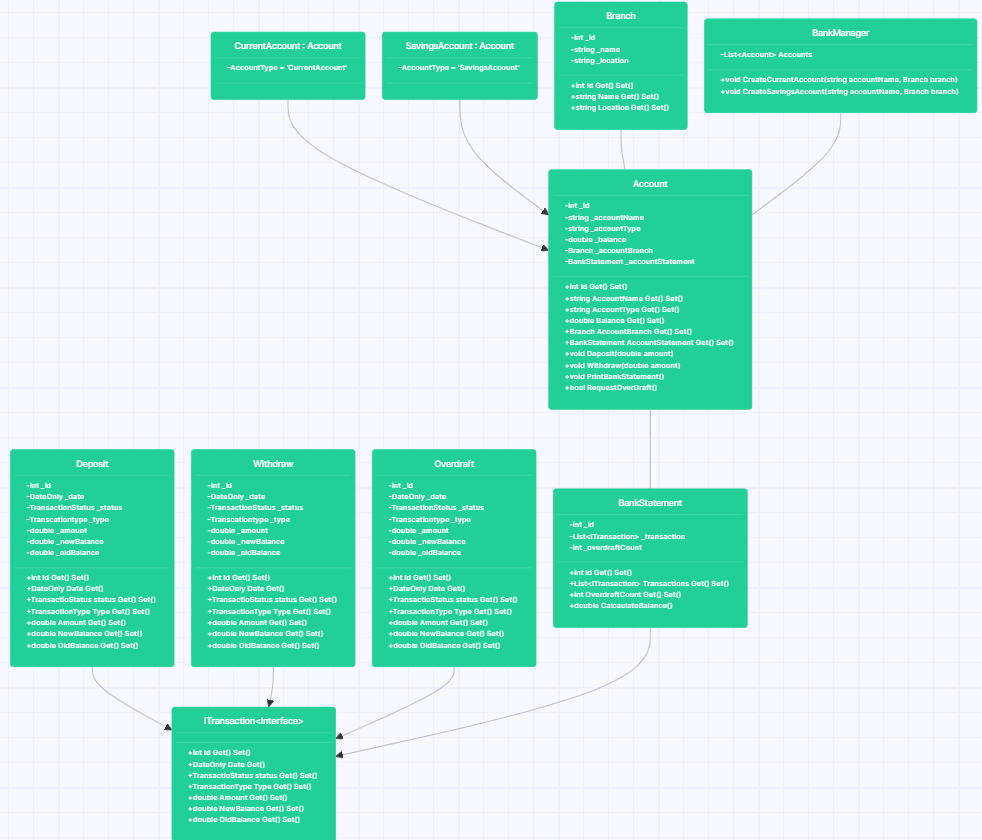 CurrentAccount : Account
-AccountType = 'CurrentAccount'
SavingsAccount : Account
-AccountType = 'SavingsAccount'
Branch
-int _id
-string _name
-string _location
+int Id Get() Set()
+string Name Get() Set()
+string Location Get() Set()
BankManager
-List<Account> Accounts
+void CreateCurrentAccount(string accountName, Branch branch)
+void CreateSavingsAccount(string accountName, Branch branch)
Account
-int _id
-string _accountName
-string _accountType
-double _balance
-Branch _accountBranch
-BankStatement _accountStatement
+int Id Get() Set()
+string AccountName Get() Set()
+string AccountType Get() Set()
+double Balance Get() Set()
+Branch AccountBranch Get() Set()
+BankStatement AccountStatement Get() Set()
+void Deposit(double amount)
+void Withdraw(double amount)
+void PrintBankStatement()
+bool RequestOverDraft()
Deposit
-int _id
-DateOnly _date
-TransactionStatus _status
-Transcationtype _type
-double _amount
-double _newBalance
-double _oldBalance
+int Id Get() Set()
+DateOnly Date Get()
+TransactioStatus status Get() Set()
+TransactionType Type Get() Set()
+double Amount Get() Set()
+double NewBalance Get() Set()
+double OldBalance Get() Set()
Withdraw
-int _id
-DateOnly _date
-TransactionStatus _status
-Transcationtype _type
-double _amount
-double _newBalance
-double _oldBalance
+int Id Get() Set()
+DateOnly Date Get()
+TransactioStatus status Get() Set()
+TransactionType Type Get() Set()
+double Amount Get() Set()
+double NewBalance Get() Set()
+double OldBalance Get() Set()
Overdraft
-int _id
-DateOnly _date
-TransactionStatus _status
-Transcationtype _type
-double _amount
-double _newBalance
-double _oldBalance
+int Id Get() Set()
+DateOnly Date Get()
+TransactioStatus status Get() Set()
+TransactionType Type Get() Set()
+double Amount Get() Set()
+double NewBalance Get() Set()
+double OldBalance Get() Set()
BankStatement
-int _id
-List<ITransaction> _transaction
-int _overdraftCount
+int Id Get() Set()
+List<ITransaction> Transactions Get() Set()
+int OverdraftCount Get() Set()
+double CalcaulateBalance()
ITransaction<Interface>
+int Id Get() Set()
+DateOnly Date Get()
+TransactioStatus status Get() Set()
+TransactionType Type Get() Set()
+double Amount Get() Set()
+double NewBalance Get() Set()
+double OldBalance Get() Set()